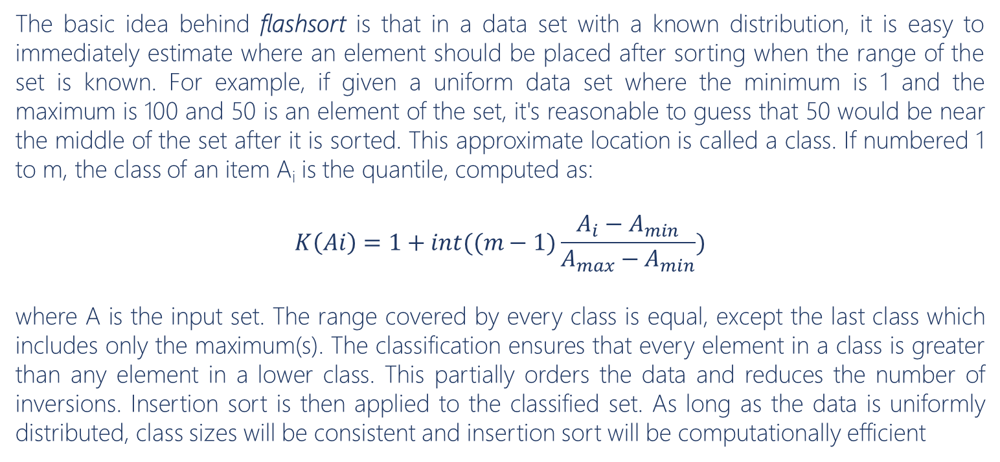 The basic idea behind flashsort is that in a data set with a known distribution, it is easy to
immediately estimate where an element should be placed after sorting when the range of the
set is known. For example, if given a uniform data set where the minimum is 1 and the
maximum is 100 and 50 is an element of the set, it's reasonable to guess that 50 would be near
the middle of the set after it is sorted. This approximate location is called a class. If numbered 1
to m, the class of an item Aᵢ is the quantile, computed as:
K(Ai) = 1 + int((m − 1) (A_i − A_min) / (A_max − A_min))
where A is the input set. The range covered by every class is equal, except the last class which
includes only the maximum(s). The classification ensures that every element in a class is greater
than any element in a lower class. This partially orders the data and reduces the number of
inversions. Insertion sort is then applied to the classified set. As long as the data is uniformly
distributed, class sizes will be consistent and insertion sort will be computationally efficient